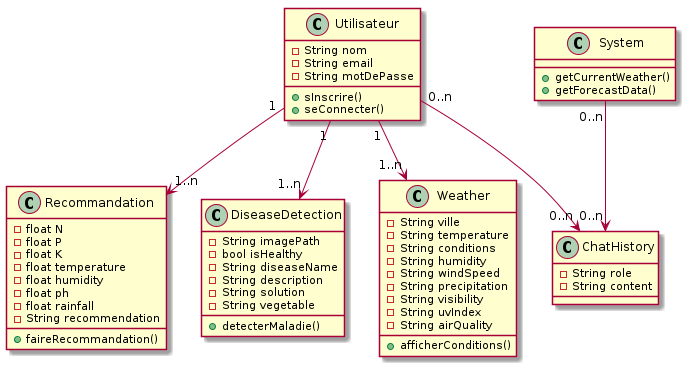 C Utilisateur
String nom
String email
String motDePasse
sInscrire()
seConnecter()
C System
getCurrentWeather()
getForecastData()
1
1
1
0..n
0..n
1..n
1..n
1..n
0..n
0..n
C Recommandation
float N
float P
float K
float temperature
float humidity
float ph
float rainfall
String recommendation
faireRecommandation()
C DiseaseDetection
String imagePath
bool isHealthy
String diseaseName
String description
String solution
String vegetable
detecterMaladie()
C Weather
String ville
String temperature
String conditions
String humidity
String windSpeed
String precipitation
String visibility
String uvIndex
String airQuality
afficherConditions()
C ChatHistory
String role
String content